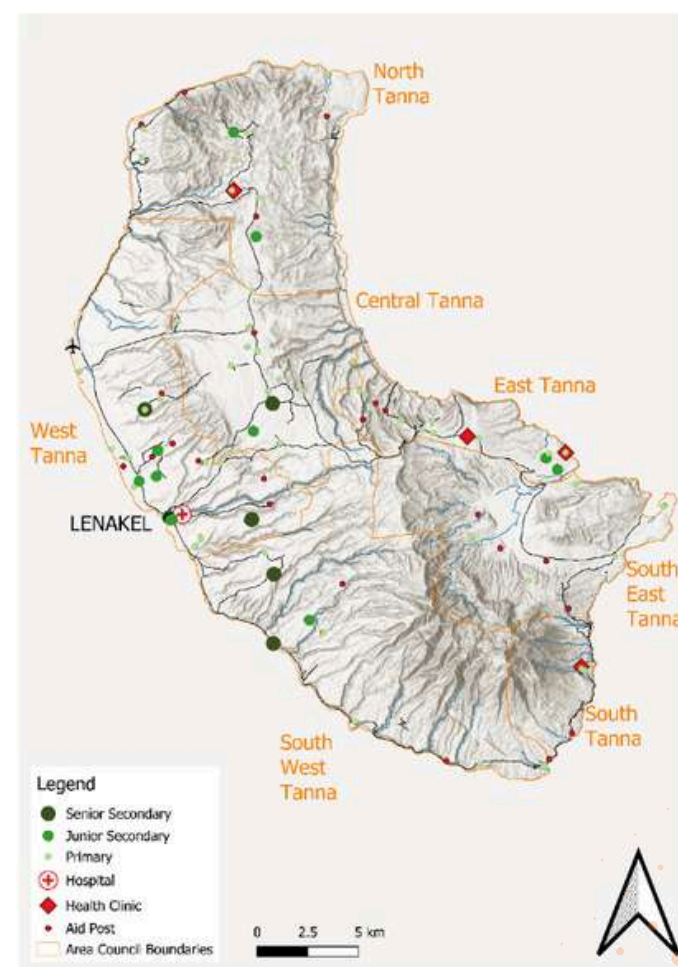 North
Tanna
Central Tanna
East Tanna
West
Tanna
LENAKEL
South
East
Tanna
South
Tanna
South
West
Tanna
Legend
Senior Secondary
Junior Secondary
Primary
Hospital
Health Clinic
Aid Post
Area Council Boundaries
0 2.5 5 km